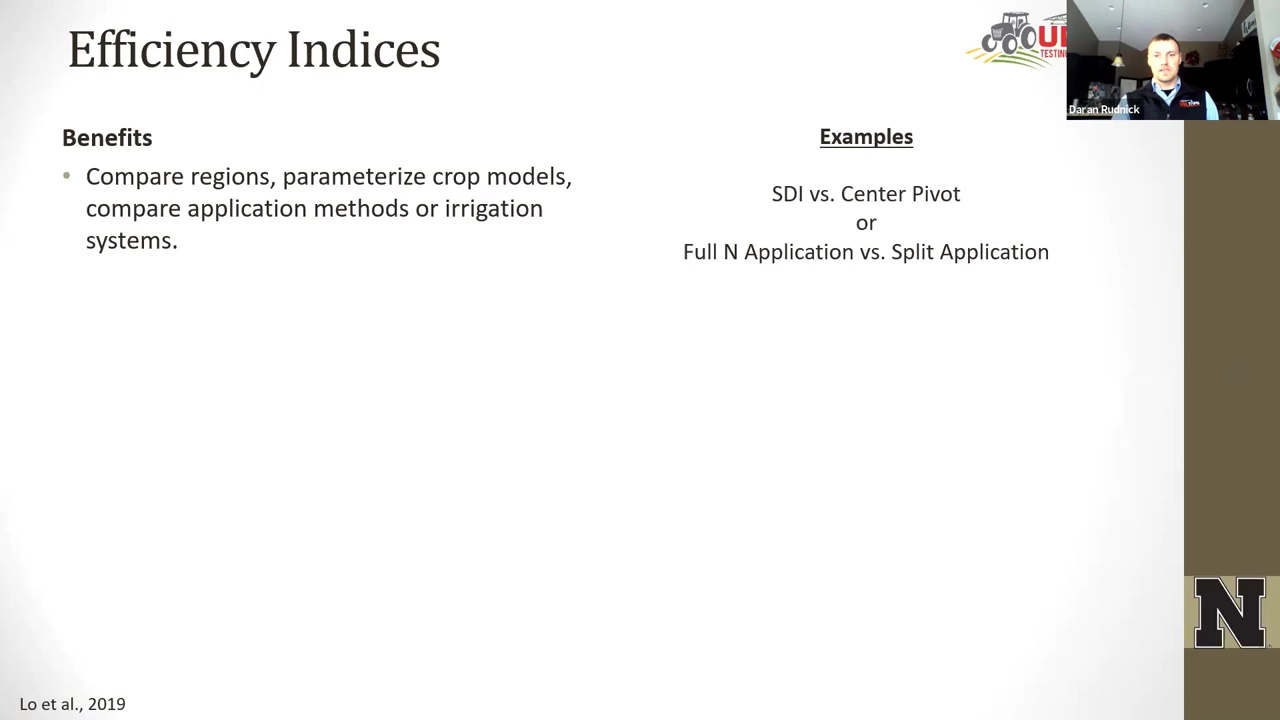 Efficiency Indices
TESTING
Daran Rudnick
Benefits
• Compare regions, parameterize crop models,
compare application methods or irrigation
systems.
Examples
SDI vs. Center Pivot
or
Full N Application vs. Split Application
N
Lo et al., 2019